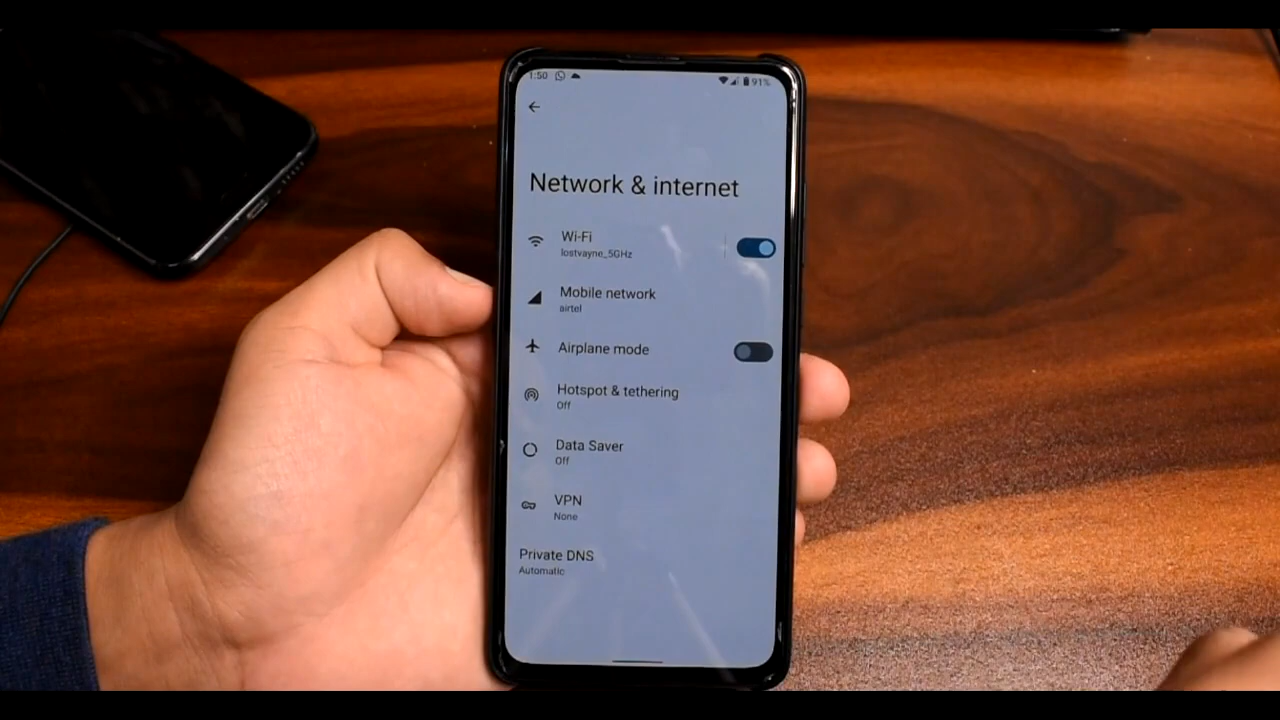 1:50 91%
Network & internet
Wi-Fi
lostvayne_5GHz
Mobile network
airtel
Airplane mode
Hotspot & tethering
Off
Data Saver
Off
VPN
None
Private DNS
Automatic